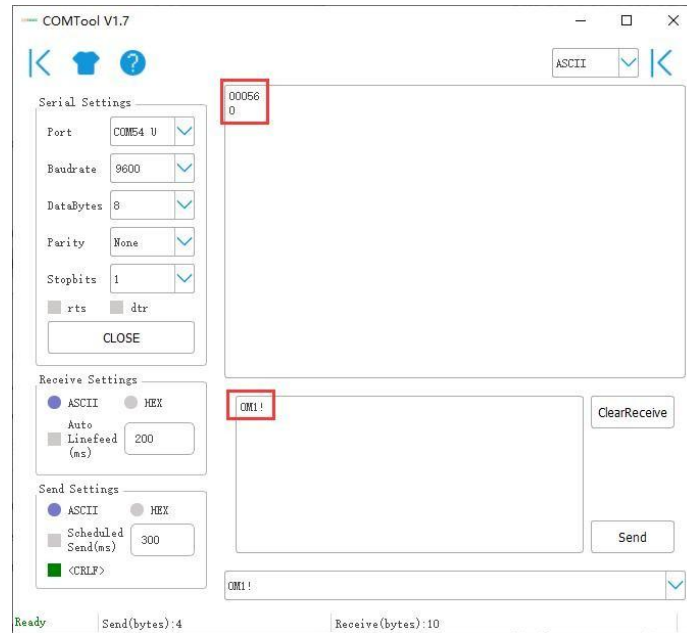 COMTool V1.7
ASCII
Serial Settings
Port COM54 U
Baudrate 9600
DataBytes 8
Parity None
Stopbits 1
rts dtr
CLOSE
00056
0
Receive Settings
ASCII HEX
Auto
Linefeed
(ms)
200
0M1!
ClearReceive
Send Settings
ASCII HEX
Scheduled
Send(ms)
300
<CRLF>
Send
0M1!
Ready Send(bytes):4 Receive(bytes):10